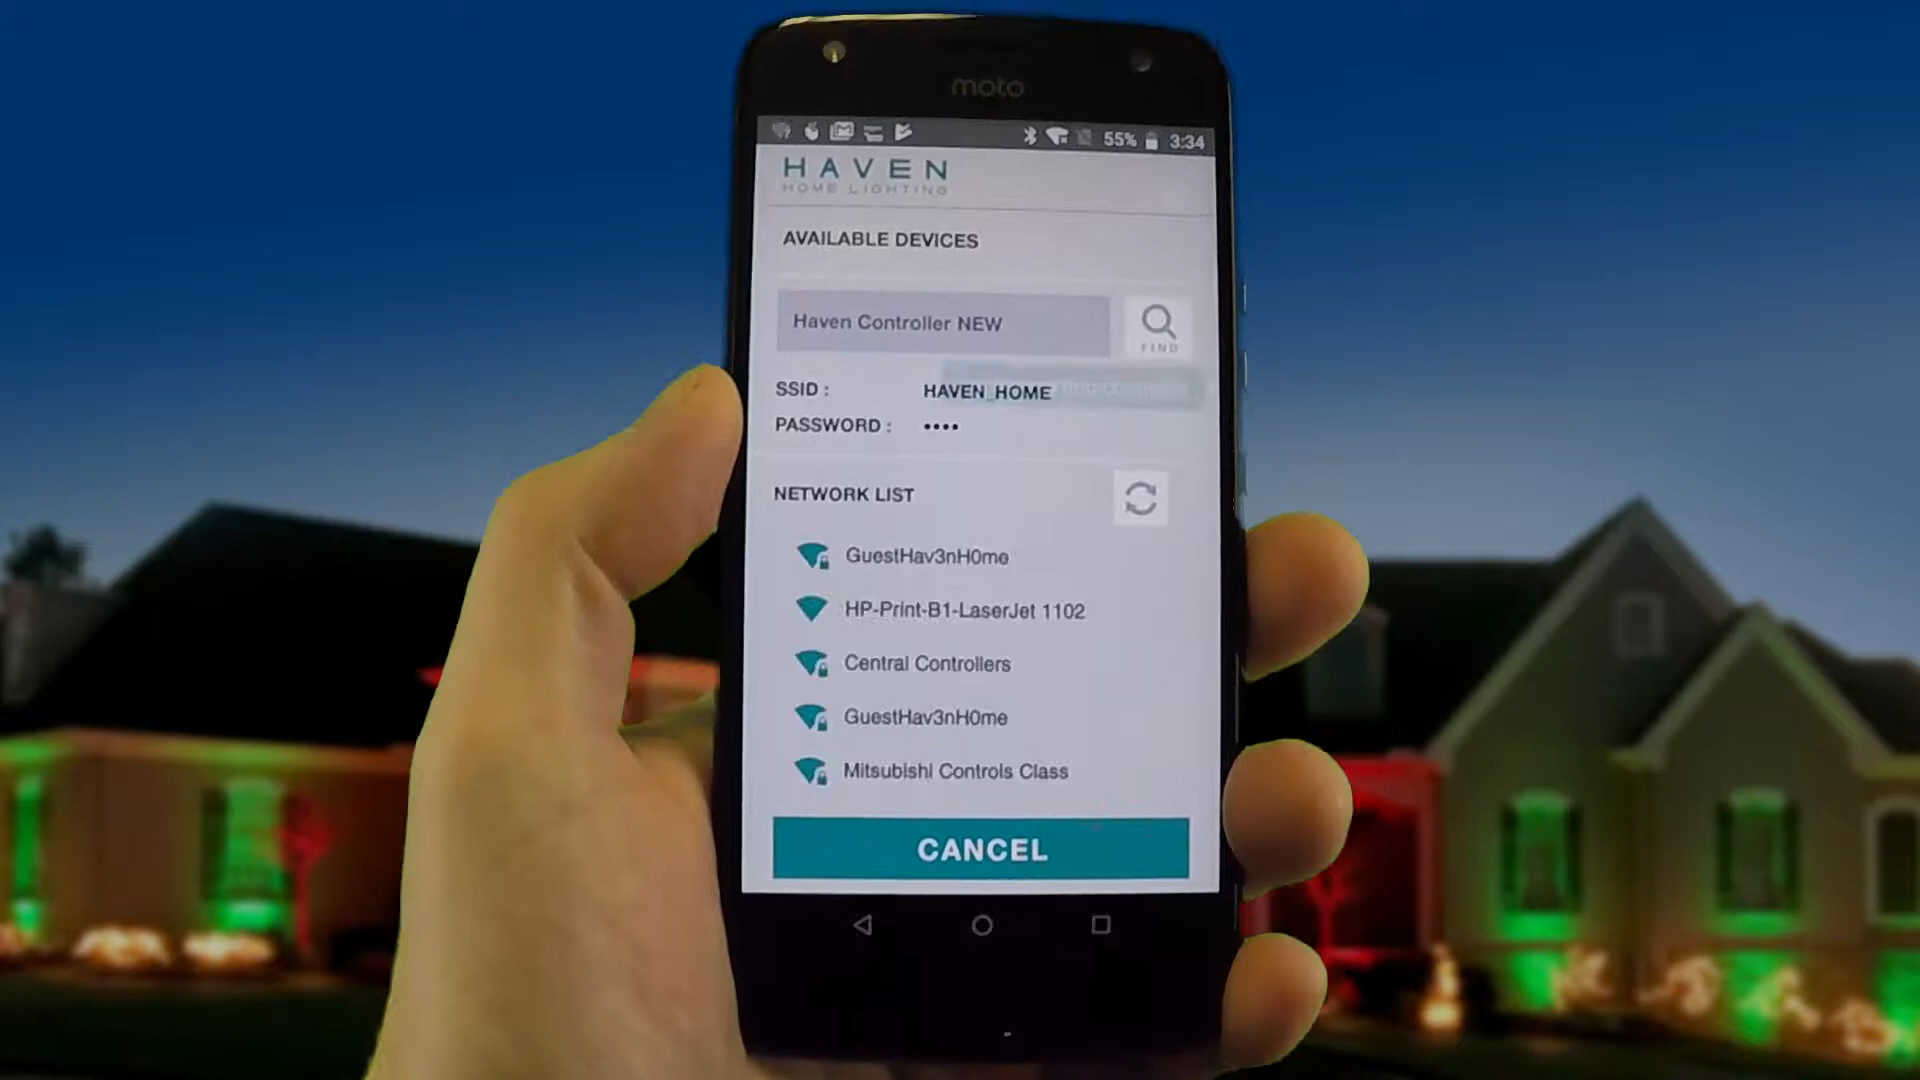 moto
55% 3:34
HAVEN
HOME LIGHTING
AVAILABLE DEVICES
Haven Controller NEW
FIND
SSID : HAVEN_HOME
PASSWORD : ••••
NETWORK LIST
GuestHav3nH0me
HP-Print-B1-LaserJet 1102
Central Controllers
GuestHav3nH0me
Mitsubishi Controls Class
CANCEL